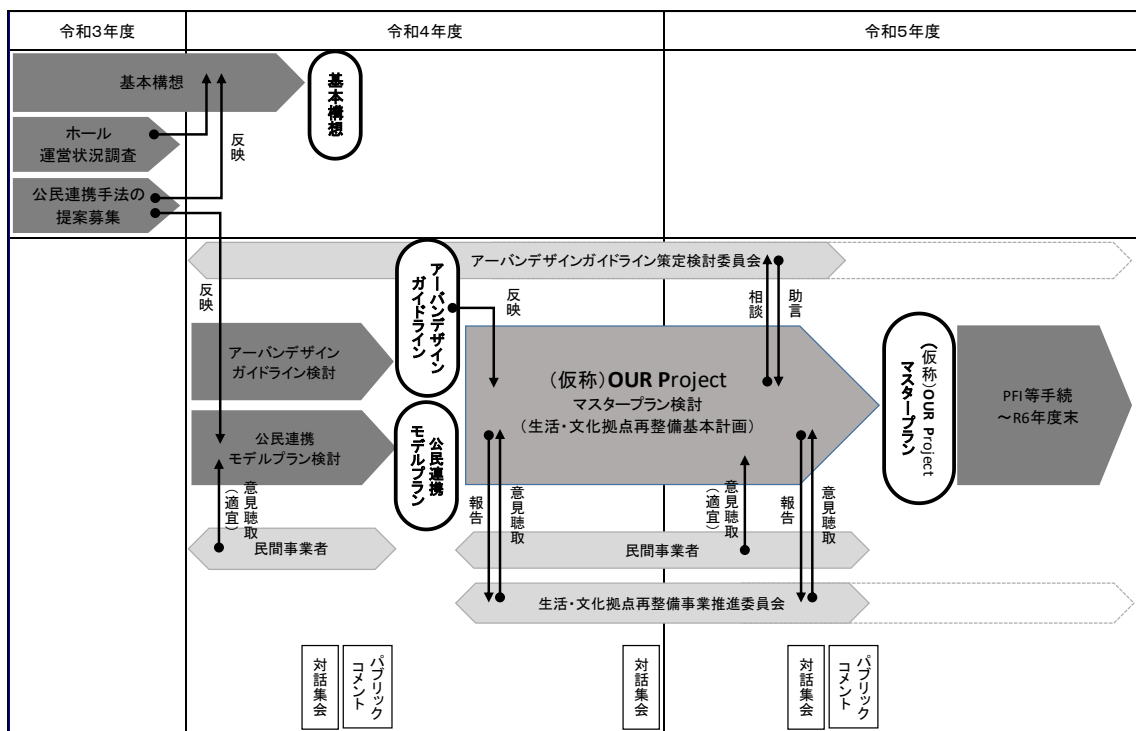 令和3年度
令和4年度
令和5年度
基本構想
基本構想
ホール
運営状況調査
反映
公民連携手法の
提案募集
アーバンデザインガイドライン策定検討委員会
反映
アーバンデザイン
ガイドライン
反映
相談
助言
アーバンデザイン
ガイドライン検討
(仮称)OUR Project
マスタープラン検討
(生活・文化拠点再整備基本計画)
(仮称)OUR Project
マスタープラン
PFI等手続
～R6年度末
公民連携
モデルプラン検討
公民連携
モデルプラン
意見聴取
(適宜)
報告
意見聴取
意見聴取
(適宜)
報告
意見聴取
民間事業者
民間事業者
生活・文化拠点再整備事業推進委員会
対話集会
パブリック
コメント
対話集会
対話集会
パブリック
コメント